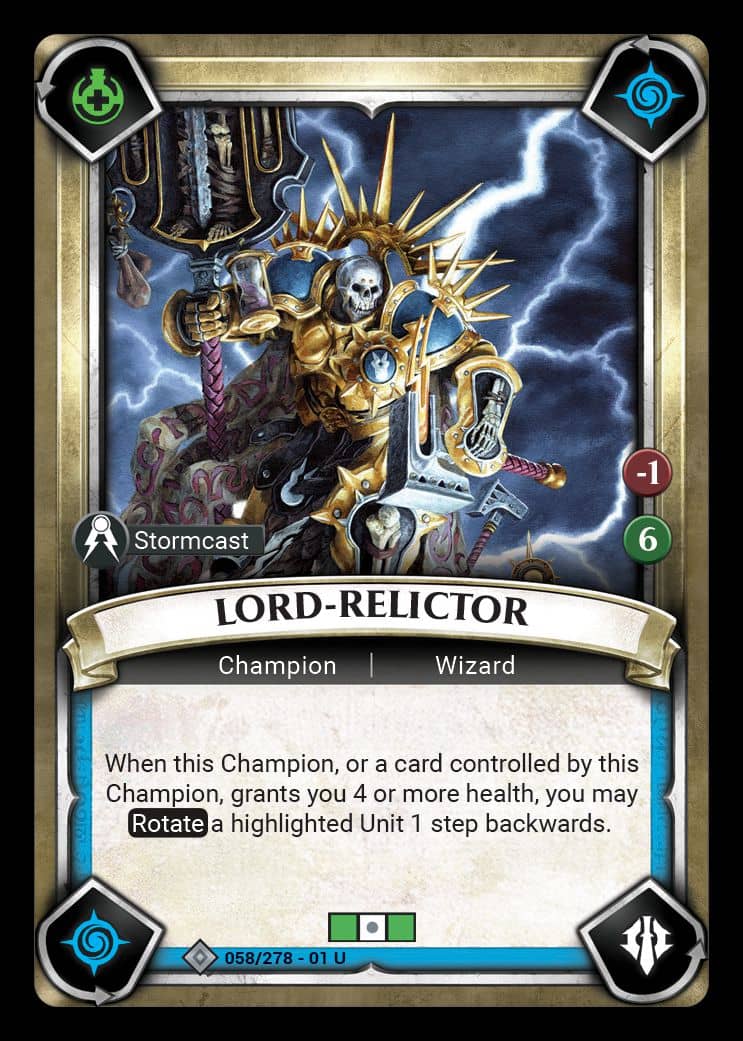 -1
Stormcast
6
LORD-RELICTOR
Champion | Wizard
When this Champion, or a card controlled by this
Champion, grants you 4 or more health, you may
Rotate a highlighted Unit 1 step backwards.
058/278 - 01 U